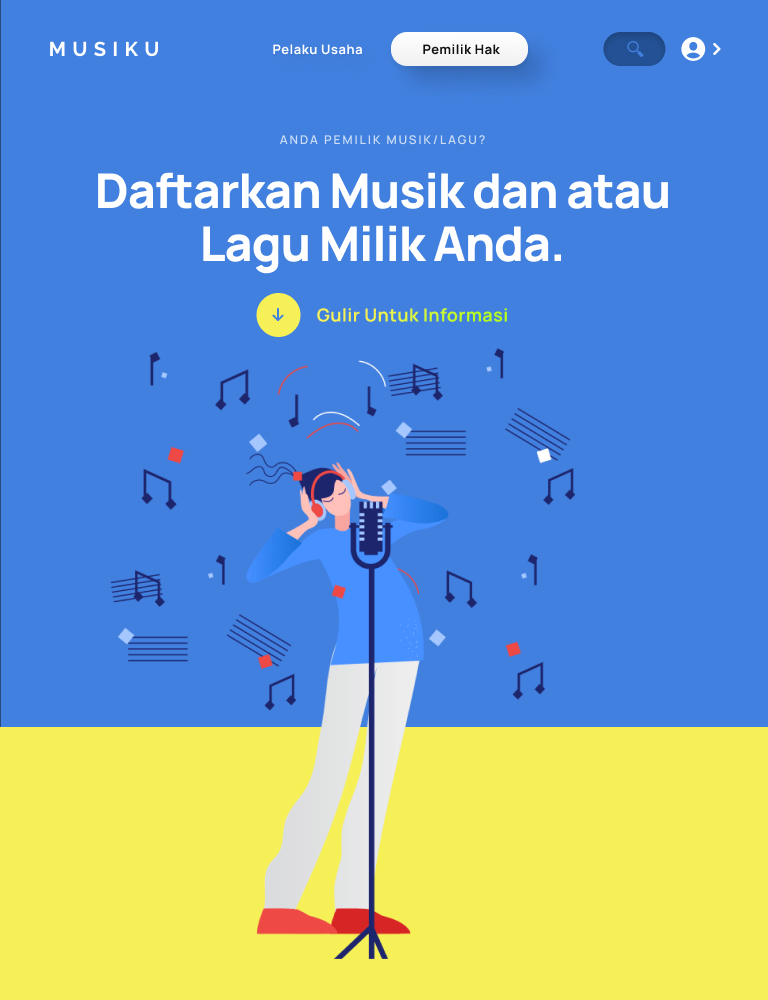 MUSIKU
Pelaku Usaha
Pemilik Hak
ANDA PEMILIK MUSIK/LAGU?
Daftarkan Musik dan atau
Lagu Milik Anda.
Gulir Untuk Informasi